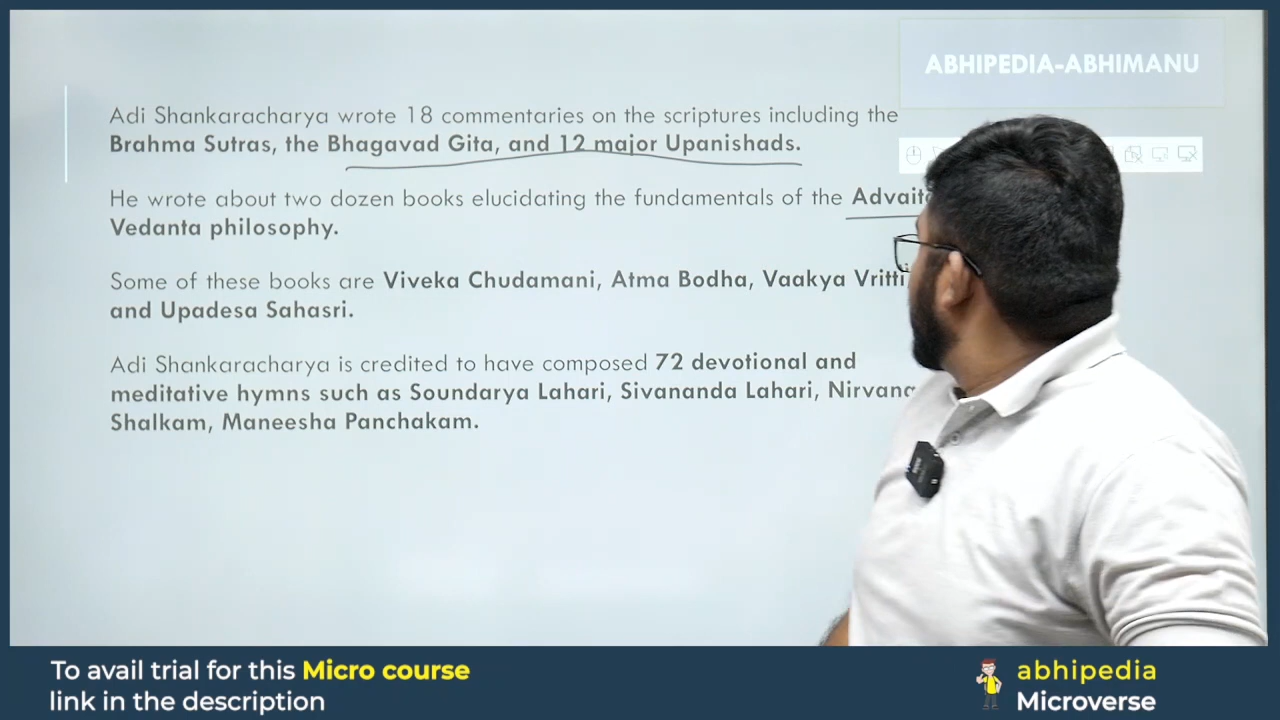 ABHIPEDIA-ABHIMANU
Adi Shankaracharya wrote 18 commentaries on the scriptures including the
Brahma Sutras, the Bhagavad Gita, and 12 major Upanishads.
He wrote about two dozen books elucidating the fundamentals of the
Vedanta philosophy.
Some of these books are Viveka Chudamani, Atma Bodha, Vaakya Vritti
and Upadesa Sahasri.
Adi Shankaracharya is credited to have composed 72 devotional and
meditative hymns such as Soundarya Lahari, Sivananda Lahari, Nirvana
Shalkam, Maneesha Panchakam.
To avail trial for this Micro course
link in the description
abhipedia
Microverse